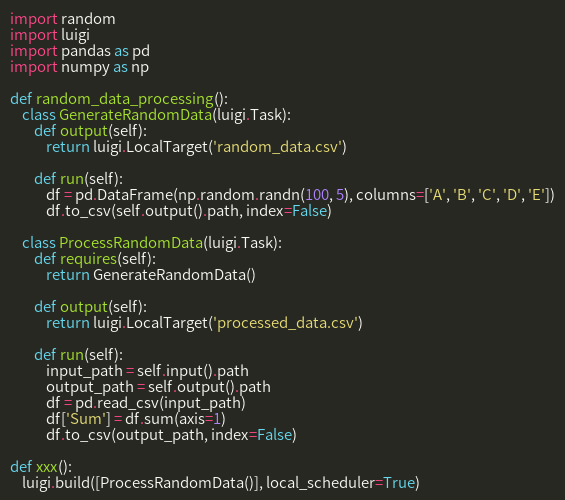 import random
import luigi
import pandas as pd
import numpy as np

def random_data_processing():
    class GenerateRandomData(luigi.Task):
        def output(self):
            return luigi.LocalTarget('random_data.csv')

        def run(self):
            df = pd.DataFrame(np.random.randn(100, 5), columns=['A', 'B', 'C', 'D', 'E'])
            df.to_csv(self.output().path, index=False)

    class ProcessRandomData(luigi.Task):
        def requires(self):
            return GenerateRandomData()

        def output(self):
            return luigi.LocalTarget('processed_data.csv')

        def run(self):
            input_path = self.input().path
            output_path = self.output().path
            df = pd.read_csv(input_path)
            df['Sum'] = df.sum(axis=1)
            df.to_csv(output_path, index=False)

def xxx():
    luigi.build([ProcessRandomData()], local_scheduler=True)